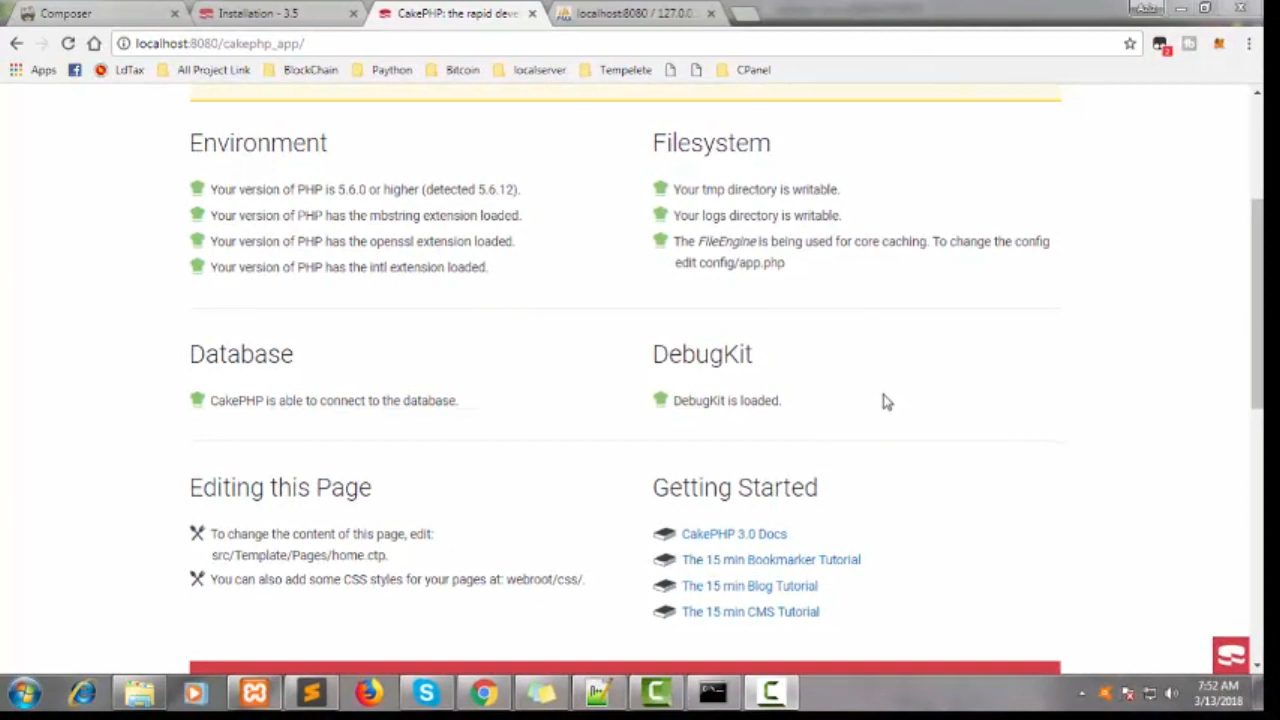 Composer
Installation - 3.5
CakePHP: the rapid deve
localhost:8080 / 127.0.0.
localhost:8080/cakephp_app/
Apps
LdTax
All Project Link
BlockChain
Paython
Bitcoin
localserver
Tempelete
CPanel
Environment
Your version of PHP is 5.6.0 or higher (detected 5.6.12).
Your version of PHP has the mbstring extension loaded.
Your version of PHP has the openssl extension loaded.
Your version of PHP has the intl extension loaded.
Filesystem
Your tmp directory is writable.
Your logs directory is writable.
The FileEngine is being used for core caching. To change the config
edit config/app.php
Database
CakePHP is able to connect to the database.
DebugKit
DebugKit is loaded.
Editing this Page
To change the content of this page, edit:
src/Template/Pages/home.ctp.
You can also add some CSS styles for your pages at: webroot/css/.
Getting Started
CakePHP 3.0 Docs
The 15 min Bookmarker Tutorial
The 15 min Blog Tutorial
The 15 min CMS Tutorial
7:52 AM
3/13/2018